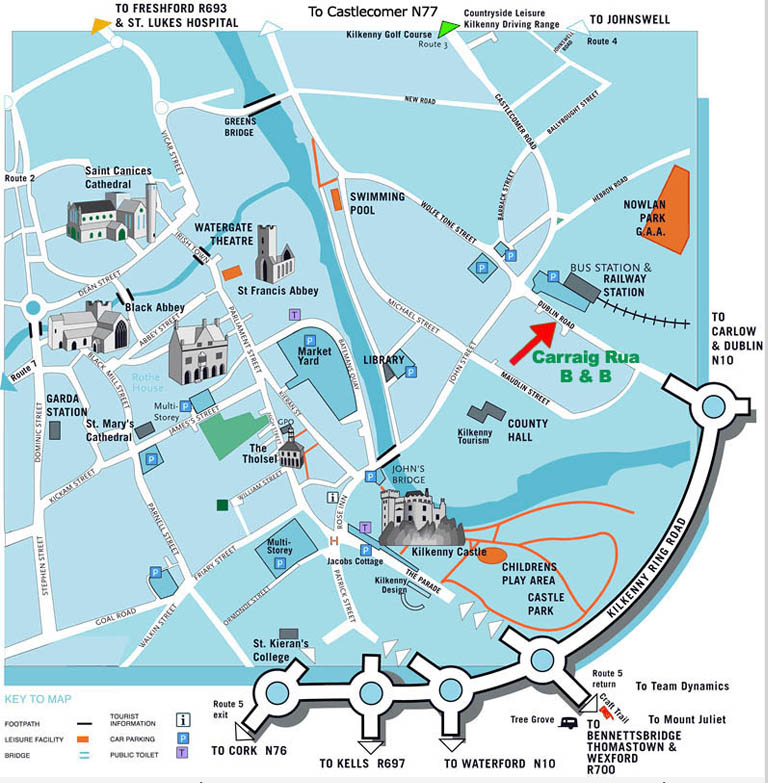 TO FRESHFORD R693
& ST. LUKES HOSPITAL
To Castlecomer N77
Countryside Leisure
Kilkenny Driving Range
Kilkenny Golf Course
Route 3
TO JOHNSWELL
Route 4
JOHNSWELL
ROAD
NEW ROAD
CASTLECOMER ROAD
BALLYBOUGHT STREET
GREENS
BRIDGE
VICAR STREET
Route 2
Saint Canices
Cathedral
SWIMMING
POOL
WOLFE TONE STREET
BARRACK STREET
HEBRON ROAD
NOWLAN
PARK
G.A.A.
WATERGATE
THEATRE
IRISH TOWN
St Francis Abbey
P
P
P
BUS STATION &
RAILWAY
STATION
DEAN STREET
Black Abbey
ABBEY STREET
PARLIAMENT STREET
T
MICHAEL STREET
DUBLIN ROAD
TO
CARLOW
& DUBLIN
N10
Route 7
BLACK MILL STREET
Rothe
House
P
Market
Yard
BATEMANS QUAY
LIBRARY
P
JOHN STREET
Carraig Rua
B & B
MAUDLIN STREET
GARDA
STATION
DOMINIC STREET
St. Mary's
Cathedral
Multi-
Storey
P
JAMES'S STREET
KIERAN ST
HIGH STREET
GPO
The
Tholsel
Kilkenny
Tourism
COUNTY
HALL
P
KICKAM STREET
WILLIAM STREET
JOHN'S
BRIDGE
P
i
ROSE INN
PARNELL STREET
STEPHEN STREET
T
H
Multi-
Storey
P
P
Jacobs Cottage
Kilkenny Castle
KILKENNY RING ROAD
P
FRIARY STREET
ORMONDE STREET
PATRICK STREET
THE PARADE
Kilkenny
Design
CHILDRENS
PLAY AREA
CASTLE
PARK
GOAL ROAD
WALKIN STREET
St. Kieran's
College
KEY TO MAP
FOOTPATH
LEISURE FACILITY
BRIDGE
TOURIST
INFORMATION
i
CAR PARKING
P
PUBLIC TOILET
T
Route 5
exit
TO CORK N76
TO KELLS R697
TO WATERFORD N10
Tree Grove
Route 5
return
Craft Trail
To Team Dynamics
To Mount Juliet
TO
BENNETTSBRIDGE
THOMASTOWN &
WEXFORD
R700